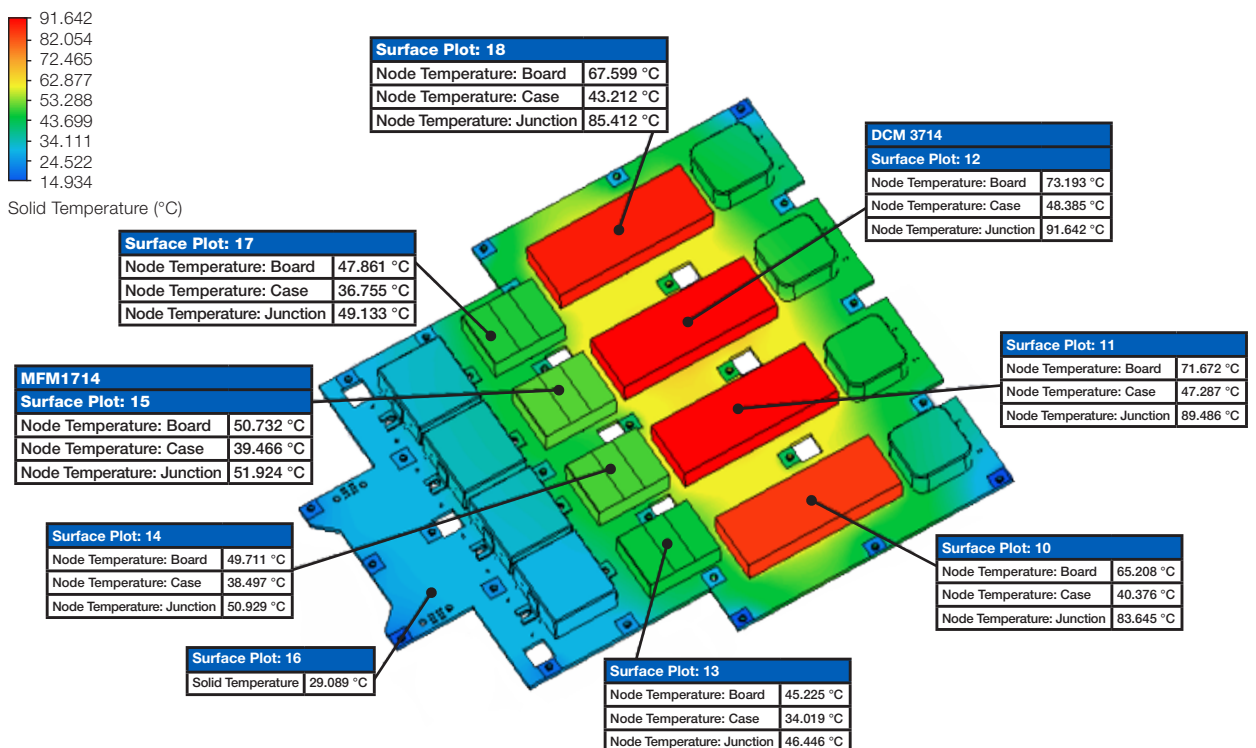 91.642
82.054
72.465
62.877
53.288
43.699
34.111
24.522
14.934
Solid Temperature (°C)
Surface Plot: 18
Node Temperature: Board 67.599 °C
Node Temperature: Case 43.212 °C
Node Temperature: Junction 85.412 °C
DCM 3714
Surface Plot: 12
Node Temperature: Board 73.193 °C
Node Temperature: Case 48.385 °C
Node Temperature: Junction 91.642 °C
Surface Plot: 17
Node Temperature: Board 47.861 °C
Node Temperature: Case 36.755 °C
Node Temperature: Junction 49.133 °C
Surface Plot: 11
Node Temperature: Board 71.672 °C
Node Temperature: Case 47.287 °C
Node Temperature: Junction 89.486 °C
MFM1714
Surface Plot: 15
Node Temperature: Board 50.732 °C
Node Temperature: Case 39.466 °C
Node Temperature: Junction 51.924 °C
Surface Plot: 14
Node Temperature: Board 49.711 °C
Node Temperature: Case 38.497 °C
Node Temperature: Junction 50.929 °C
Surface Plot: 10
Node Temperature: Board 65.208 °C
Node Temperature: Case 40.376 °C
Node Temperature: Junction 83.645 °C
Surface Plot: 16
Solid Temperature 29.089 °C
Surface Plot: 13
Node Temperature: Board 45.225 °C
Node Temperature: Case 34.019 °C
Node Temperature: Junction 46.446 °C